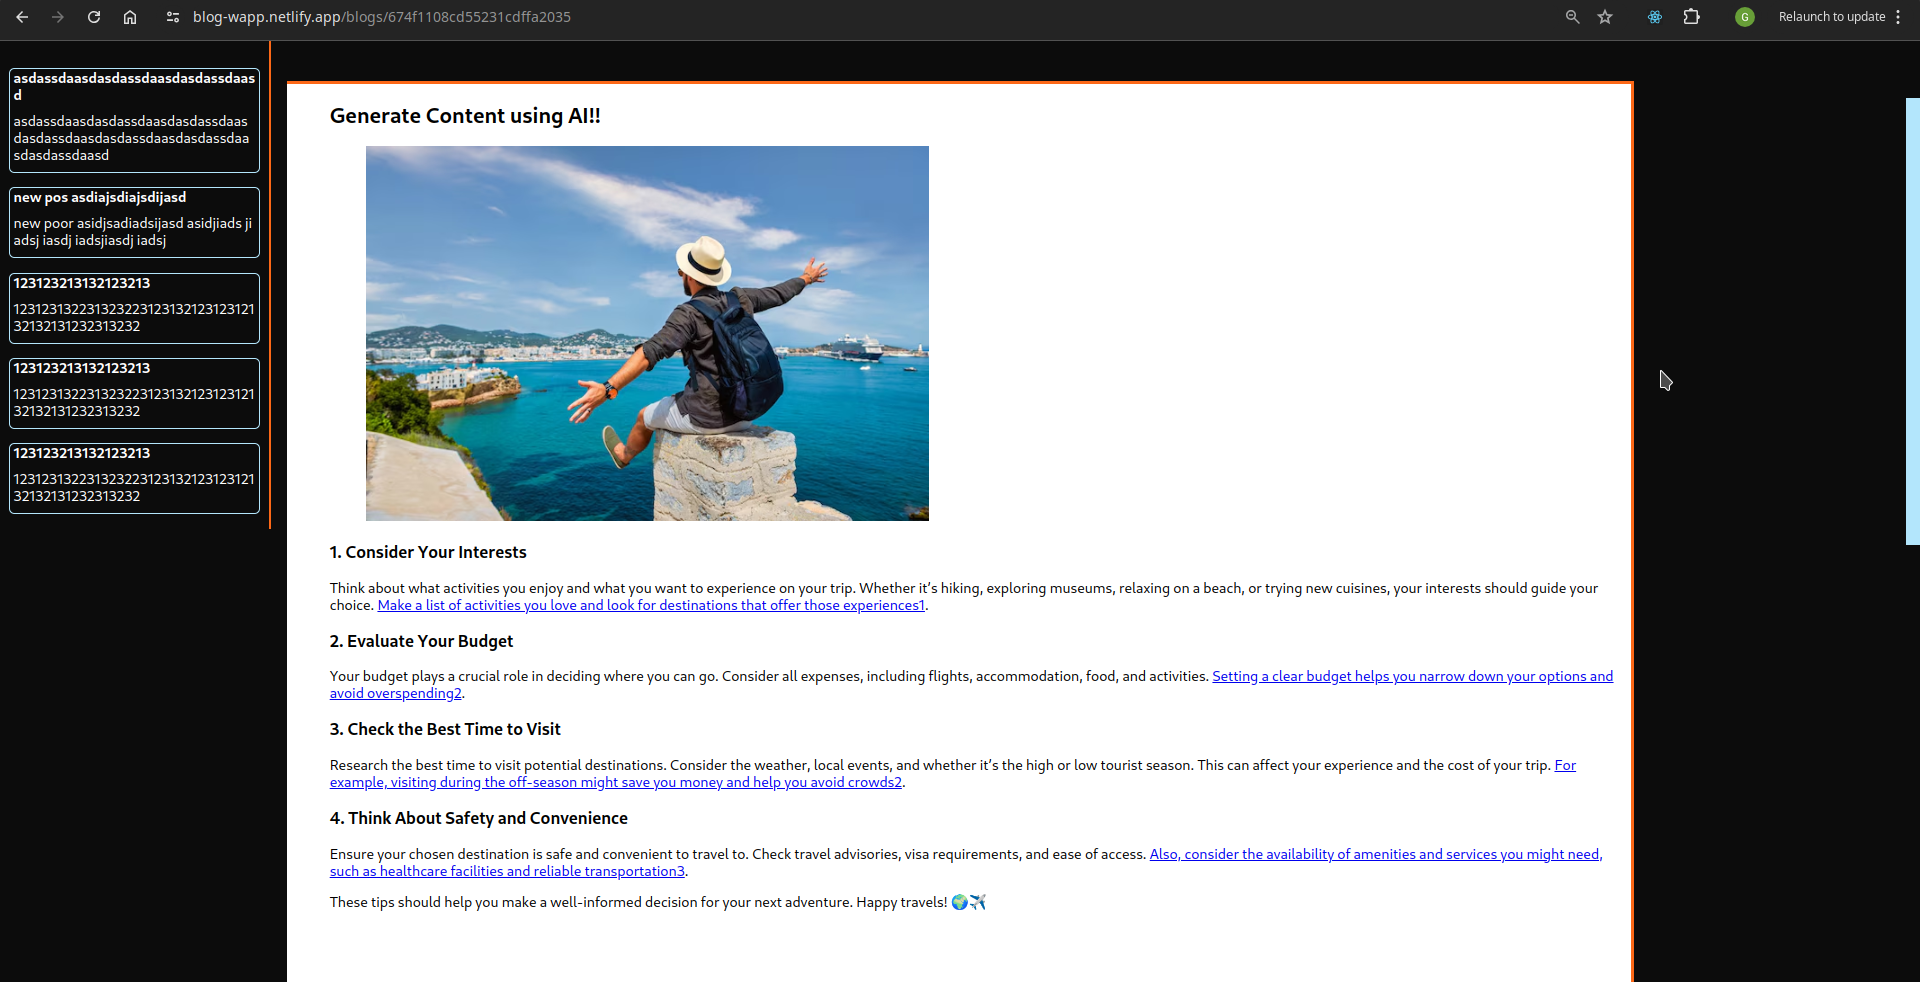 blog-wapp.netlify.app/blogs/674f1108cd55231cdffa2035
G
Relaunch to update
asdassdaasdasdassdaasdasdassdaas
d
asdassdaasdasdassdaasdasdassdaas
dasdassdaasdasdassdaasdasdassdaa
sdasdassdaasd
new pos asdiajsdiajsdijasd
new poor asidjsadiadsijasd asidjiads ji
adsj iasdj iadsjiasdj iadsj
123123213132123213
12312313223132322312313212312312​1
32132131232313232
123123213132123213
123123132231323223123132123123121
32132131232313232
123123213132123213
123123132231323223123132123123121
32132131232313232
Generate Content using AI!!
1. Consider Your Interests
Think about what activities you enjoy and what you want to experience on your trip. Whether it’s hiking, exploring museums, relaxing on a beach, or trying new cuisines, your interests should guide your
choice. Make a list of activities you love and look for destinations that offer those experiences1.
2. Evaluate Your Budget
Your budget plays a crucial role in deciding where you can go. Consider all expenses, including flights, accommodation, food, and activities. Setting a clear budget helps you narrow down your options and
avoid overspending2.
3. Check the Best Time to Visit
Research the best time to visit potential destinations. Consider the weather, local events, and whether it’s the high or low tourist season. This can affect your experience and the cost of your trip. For
example, visiting during the off-season might save you money and help you avoid crowds2.
4. Think About Safety and Convenience
Ensure your chosen destination is safe and convenient to travel to. Check travel advisories, visa requirements, and ease of access. Also, consider the availability of amenities and services you might need,
such as healthcare facilities and reliable transportation3.
These tips should help you make a well-informed decision for your next adventure. Happy travels! 🌍✈️